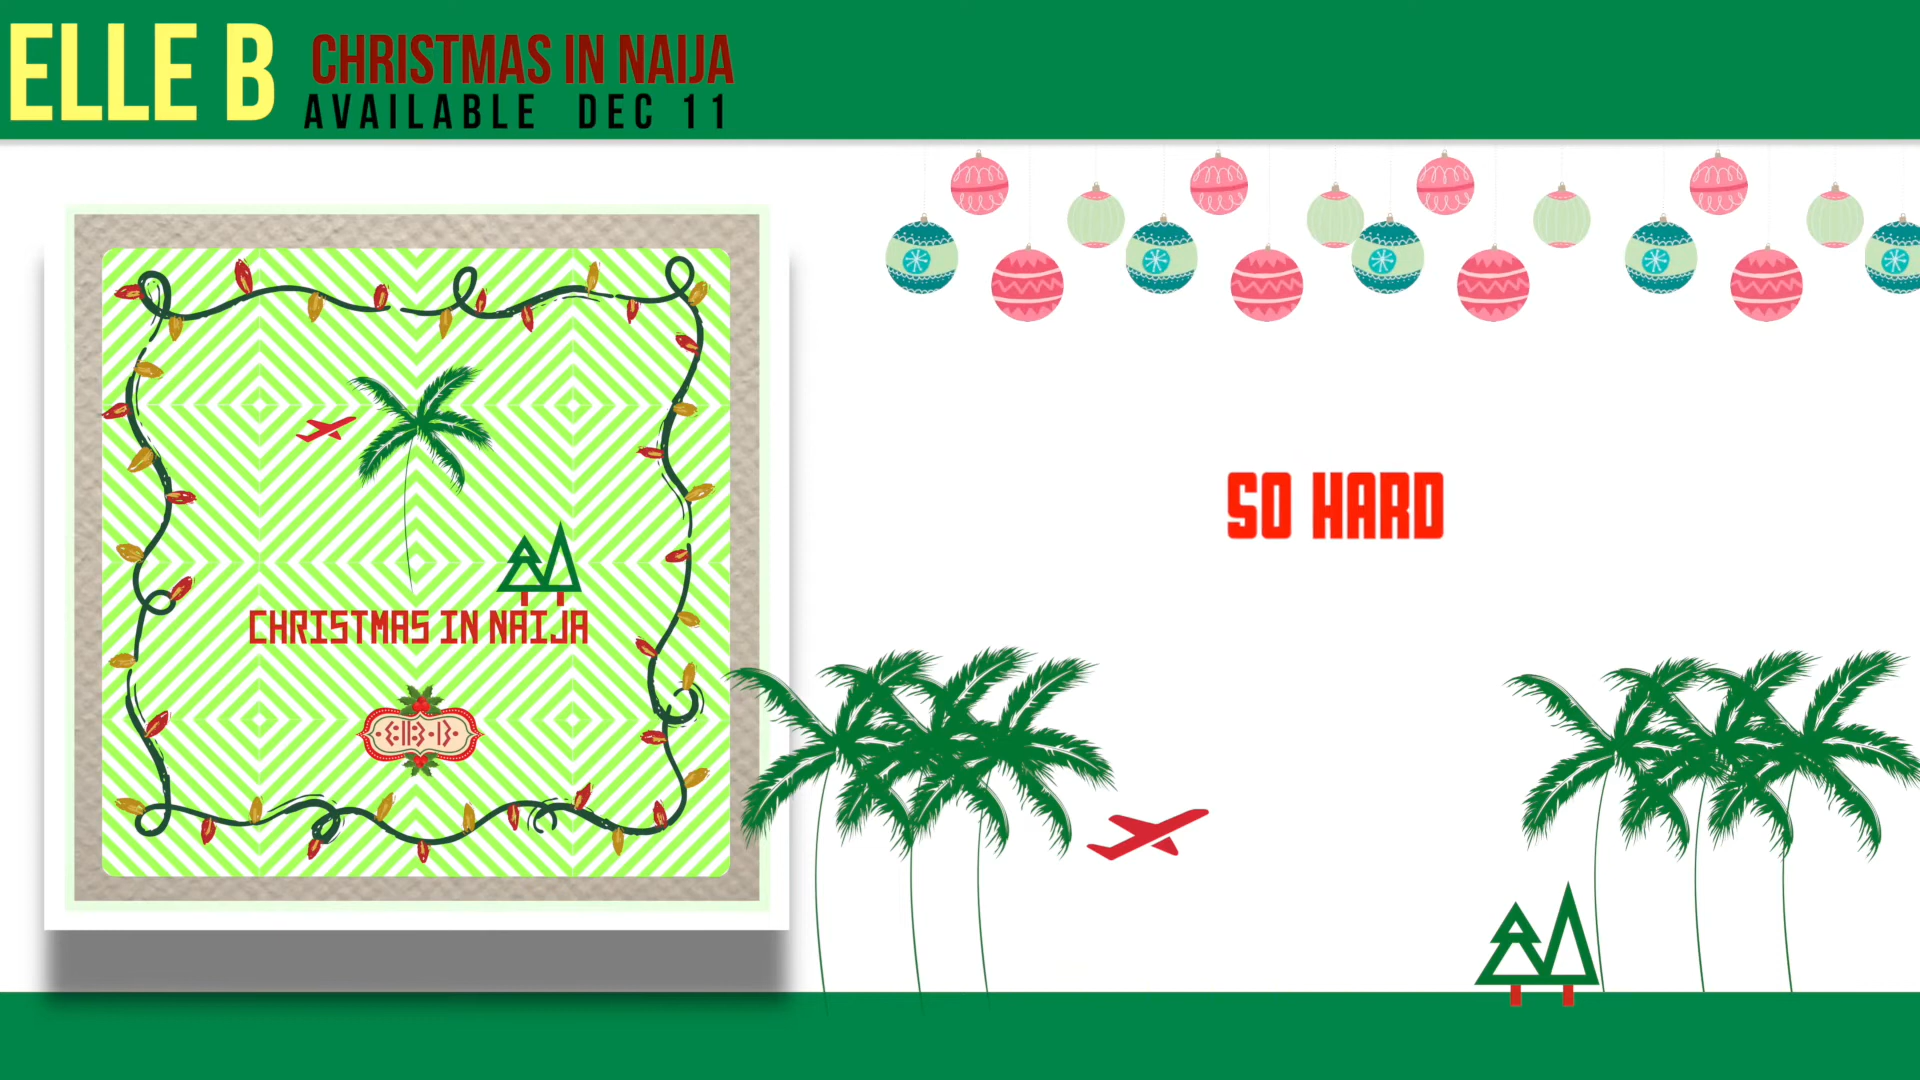 ELLE B
CHRISTMAS IN NAIJA
AVAILABLE DEC 11
CHRISTMAS IN NAIJA
SO HARD